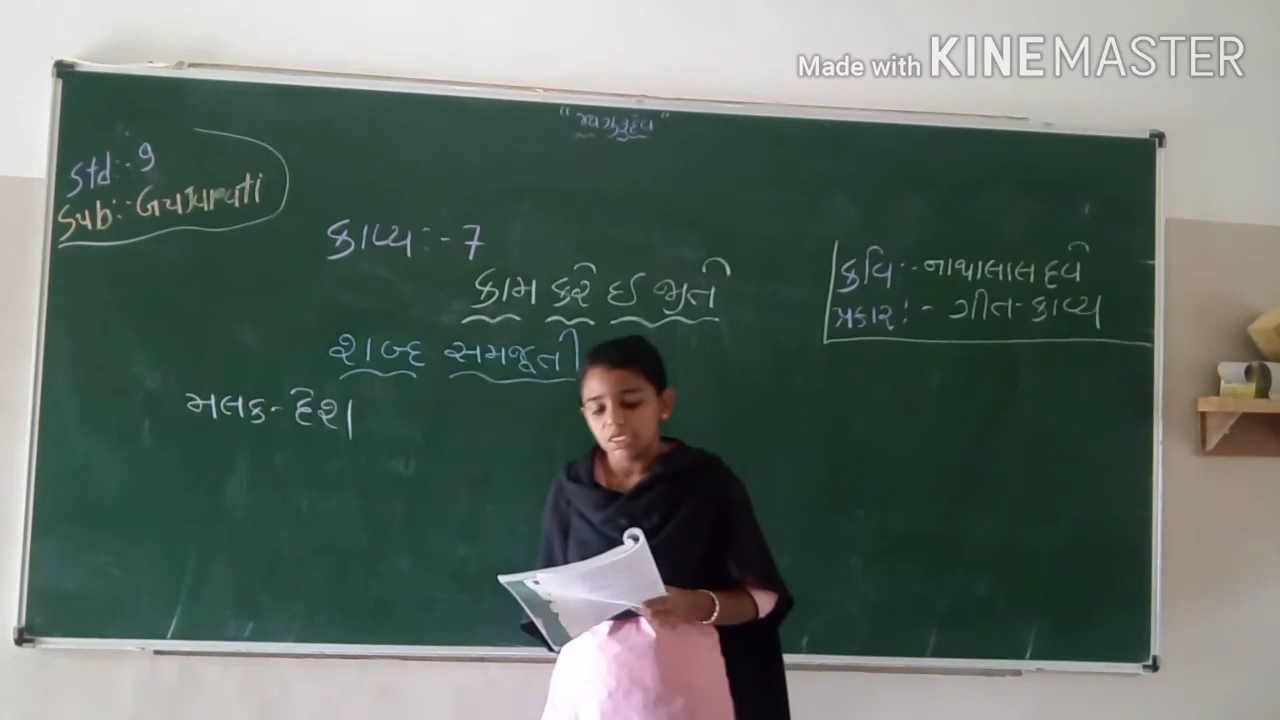 Made with KINEMASTER
"જય ગુરૂદેવ"
Std:- 9
Sub:- Gujarati
કાવ્ય:- 7
કામ કરે ઈ જીતે
કવિ:- નાથાલાલ દવે
પ્રકાર:- ગીત-કાવ્ય
શબ્દ સમજૂતી
મલક- દેશ